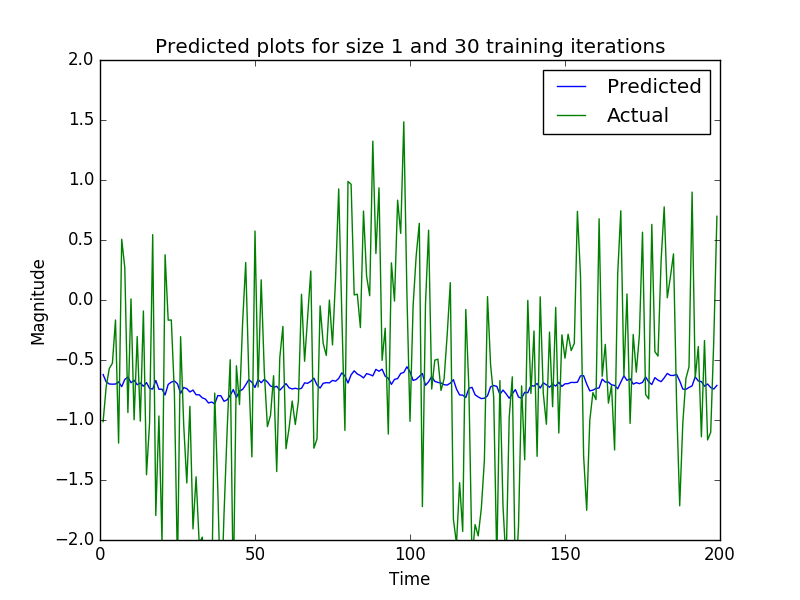 Predicted plots for size 1 and 30 training iterations
Predicted
Actual
2.0
1.5
1.0
0.5
0.0
−0.5
−1.0
−1.5
−2.0
Magnitude
0 50 100 150 200
Time